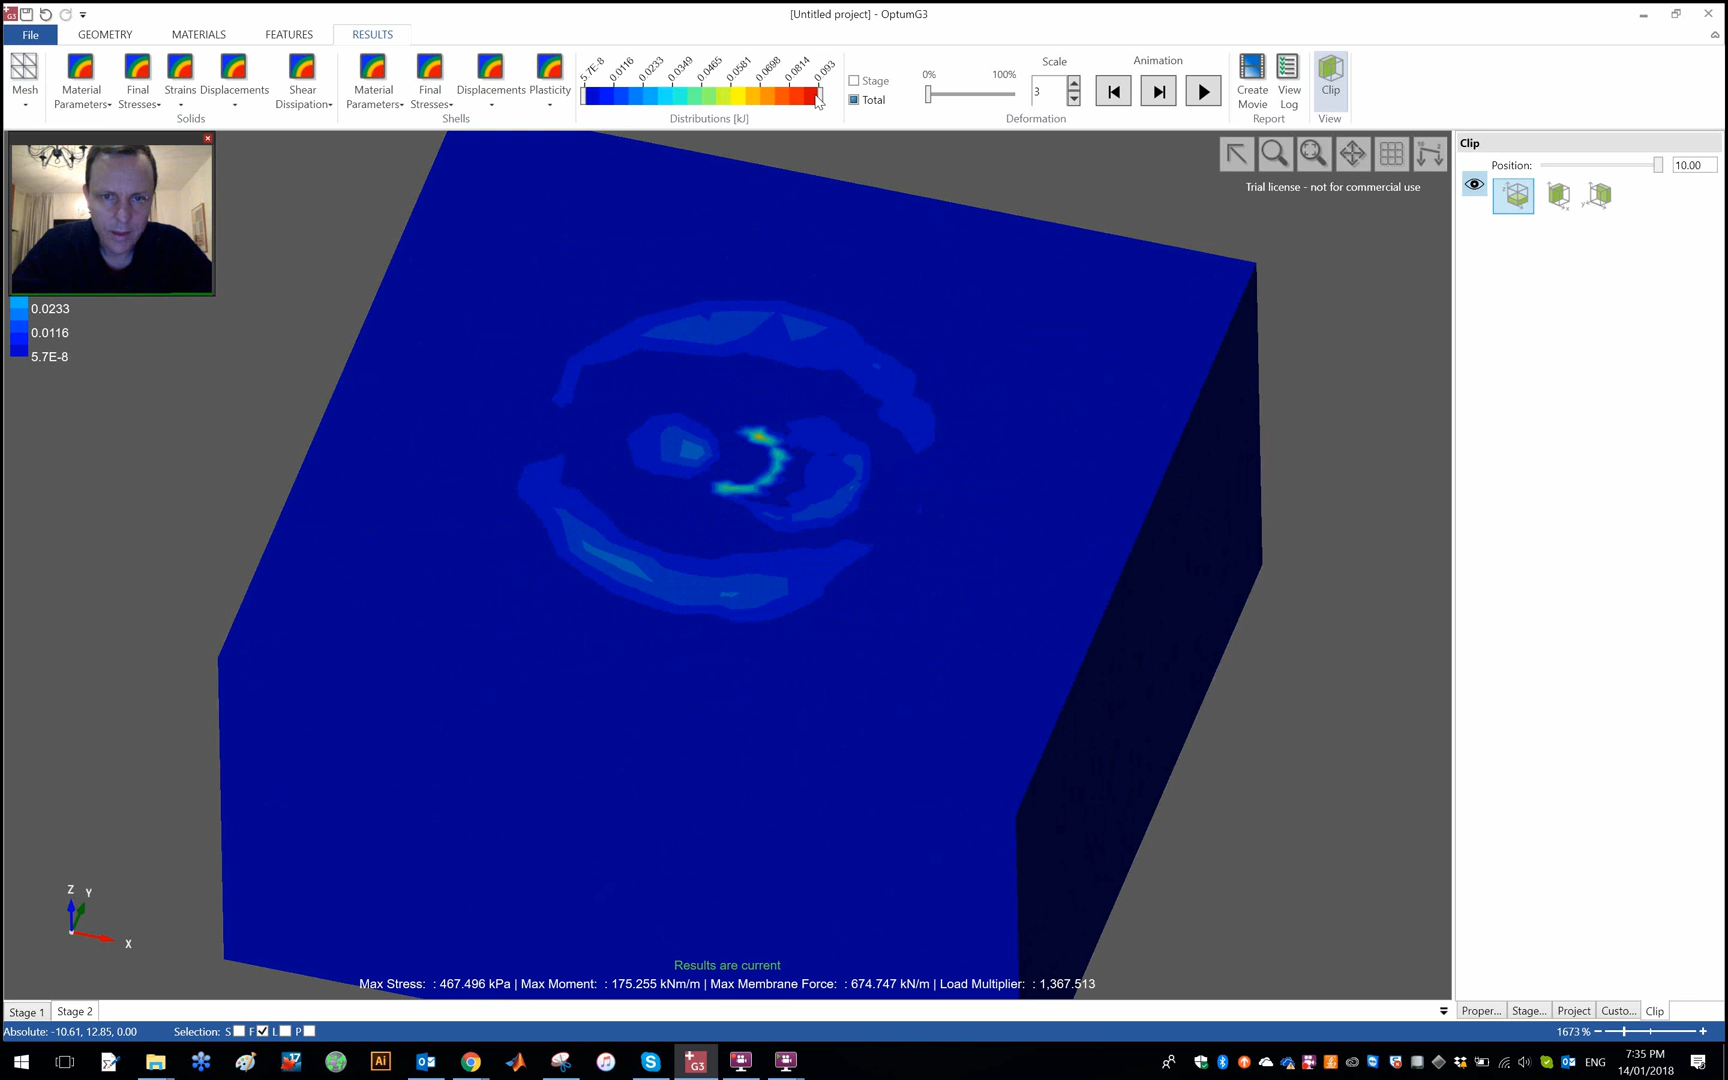 [Untitled project] - OptumG3
File
GEOMETRY
MATERIALS
FEATURES
RESULTS
Mesh
Material Parameters
Final Stresses
Strains
Displacements
Shear Dissipation
Solids
Material Parameters
Final Stresses
Displacements
Plasticity
Shells
5.7E-8
0.0116
0.0233
0.0349
0.0465
0.0581
0.0698
0.0814
0.093
Distributions [kJ]
Stage
Total
0%
100%
Scale
3
Deformation
Animation
Create Movie
View Log
Report
Clip
View
Trial license - not for commercial use
Clip
Position:
10.00
0.0233
0.0116
5.7E-8
Z
Y
X
Results are current
Max Stress: : 467.496 kPa | Max Moment: : 175.255 kNm/m | Max Membrane Force: : 674.747 kN/m | Load Multiplier: : 1,367.513
Stage 1
Stage 2
Proper...
Stage...
Project
Custo...
Clip
Absolute: -10.61, 12.85, 0.00
Selection: S F L P
1673 %
Ai
G3
ENG
7:35 PM
14/01/2018